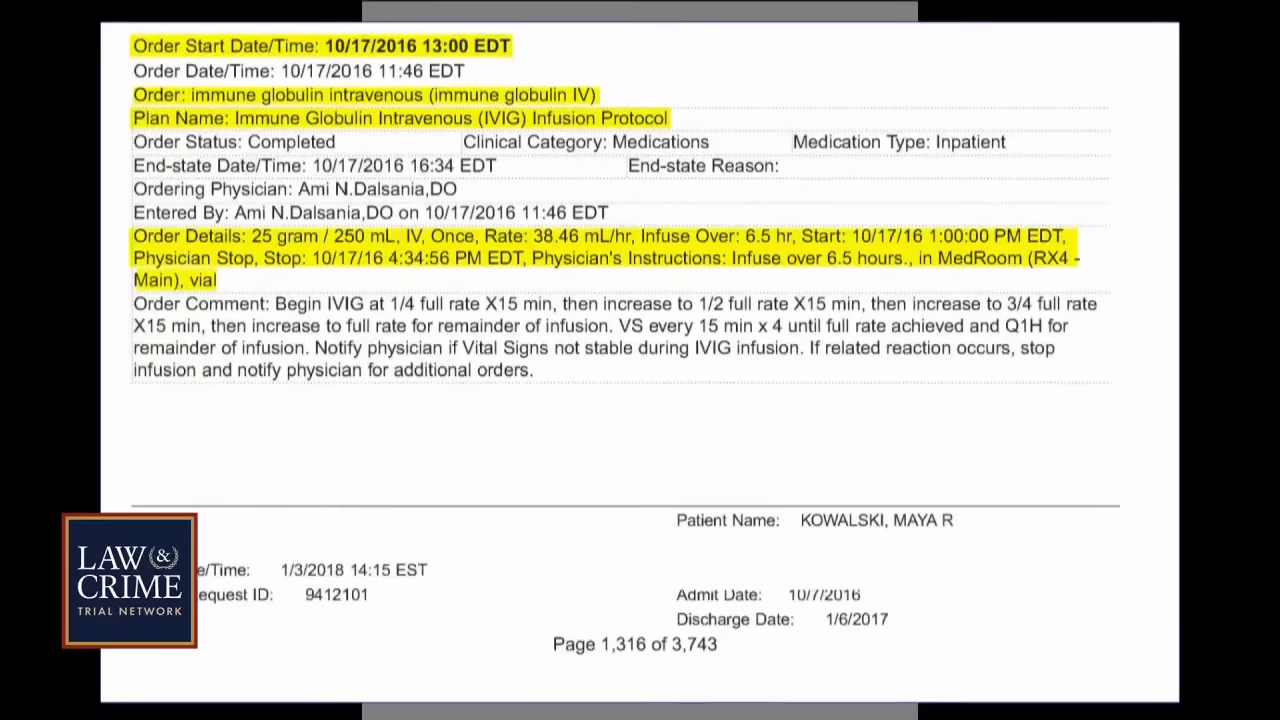 Order Start Date/Time: 10/17/2016 13:00 EDT
Order Date/Time: 10/17/2016 11:46 EDT
Order: immune globulin intravenous (immune globulin IV)
Plan Name: Immune Globulin Intravenous (IVIG) Infusion Protocol
Order Status: Completed Clinical Category: Medications Medication Type: Inpatient
End-state Date/Time: 10/17/2016 16:34 EDT End-state Reason:
Ordering Physician: Ami N.Dalsania,DO
Entered By: Ami N.Dalsania,DO on 10/17/2016 11:46 EDT
Order Details: 25 gram / 250 mL, IV, Once, Rate: 38.46 mL/hr, Infuse Over: 6.5 hr, Start: 10/17/16 1:00:00 PM EDT,
Physician Stop, Stop: 10/17/16 4:34:56 PM EDT, Physician's Instructions: Infuse over 6.5 hours., in MedRoom (RX4 -
Main), vial
Order Comment: Begin IVIG at 1/4 full rate X15 min, then increase to 1/2 full rate X15 min, then increase to 3/4 full rate
X15 min, then increase to full rate for remainder of infusion. VS every 15 min x 4 until full rate achieved and Q1H for
remainder of infusion. Notify physician if Vital Signs not stable during IVIG infusion. If related reaction occurs, stop
infusion and notify physician for additional orders.
Patient Name: KOWALSKI, MAYA R
e/Time: 1/3/2018 14:15 EST
equest ID: 9412101
Admit Date: 10/7/2016
Discharge Date: 1/6/2017
Page 1,316 of 3,743
LAW &
CRIME
TRIAL NETWORK